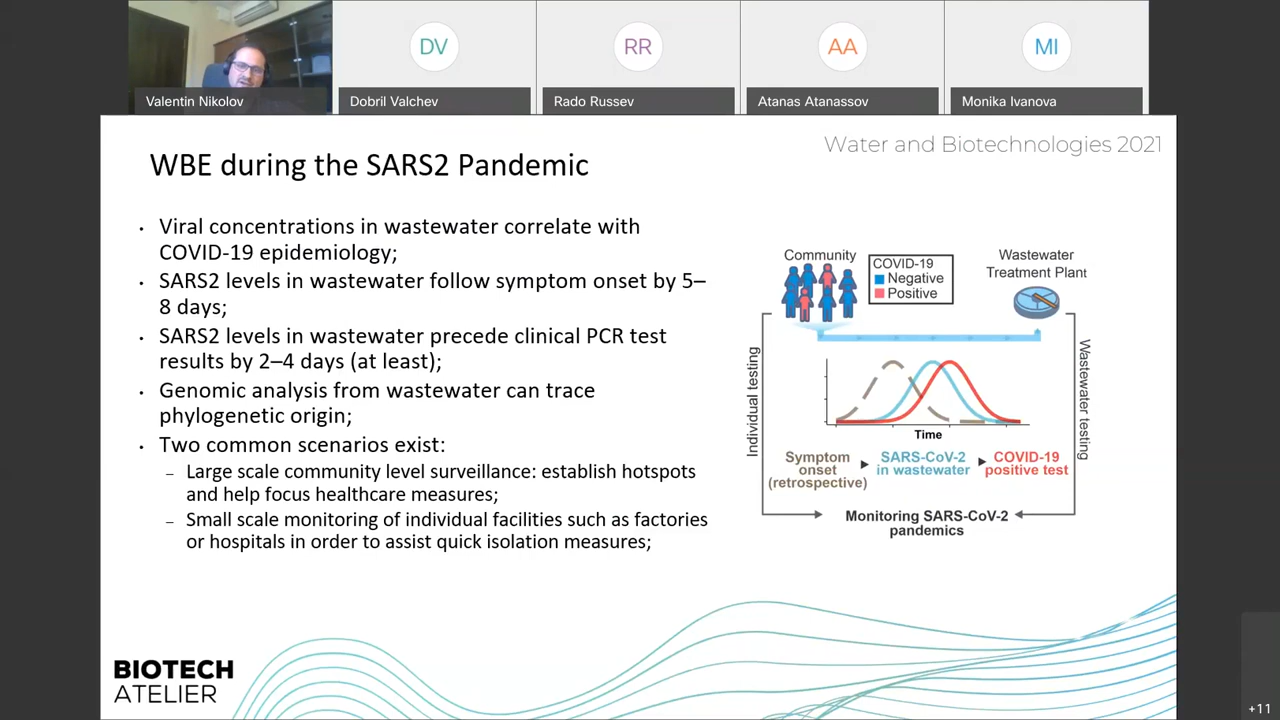 DV
RR
AA
MI
Valentin Nikolov
Dobril Valchev
Rado Russev
Atanas Atanassov
Monika Ivanova
Water and Biotechnologies 2021
WBE during the SARS2 Pandemic
• Viral concentrations in wastewater correlate with
COVID-19 epidemiology;
• SARS2 levels in wastewater follow symptom onset by 5–
8 days;
• SARS2 levels in wastewater precede clinical PCR test
results by 2–4 days (at least);
• Genomic analysis from wastewater can trace
phylogenetic origin;
• Two common scenarios exist:
– Large scale community level surveillance: establish hotspots
and help focus healthcare measures;
– Small scale monitoring of individual facilities such as factories
or hospitals in order to assist quick isolation measures;
Community
COVID-19
Negative
Positive
Wastewater
Treatment Plant
Individual testing
Wastewater testing
Time
Symptom
onset
(retrospective)
SARS-CoV-2
in wastewater
COVID-19
positive test
Monitoring SARS-CoV-2
pandemics
BIOTECH
ATELIER
+11